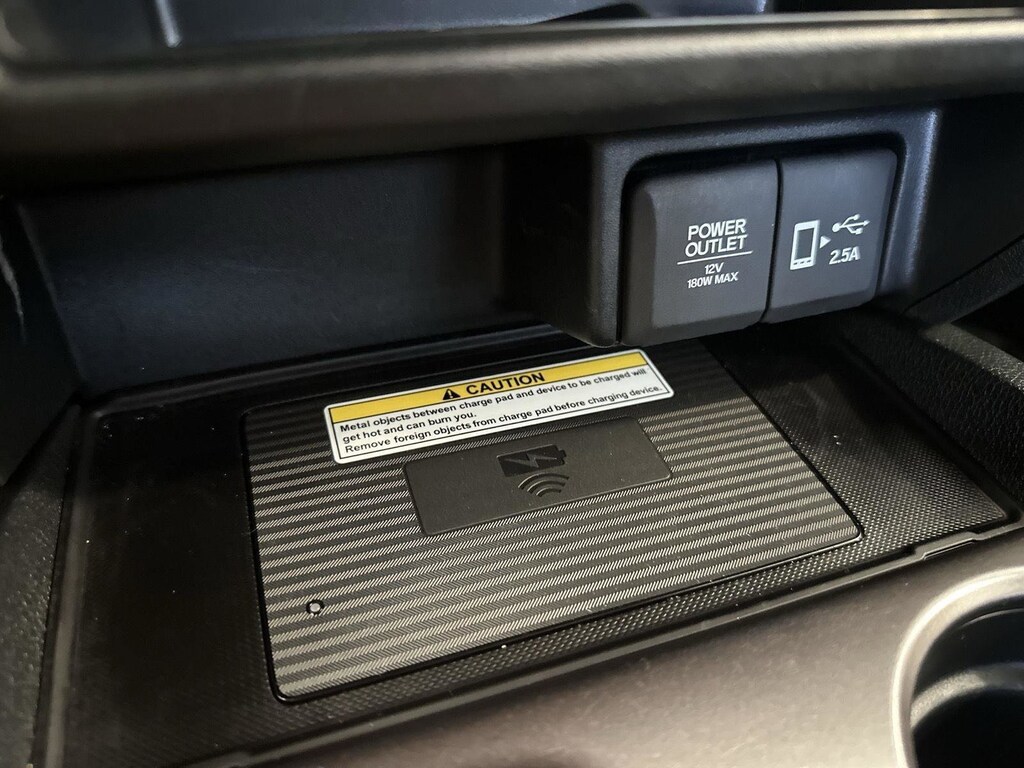 POWER
OUTLET
12V
180W MAX
2.5A
CAUTION
Metal objects between charge pad and device to be charged will
get hot and can burn you.
Remove foreign objects from charge pad before charging device.